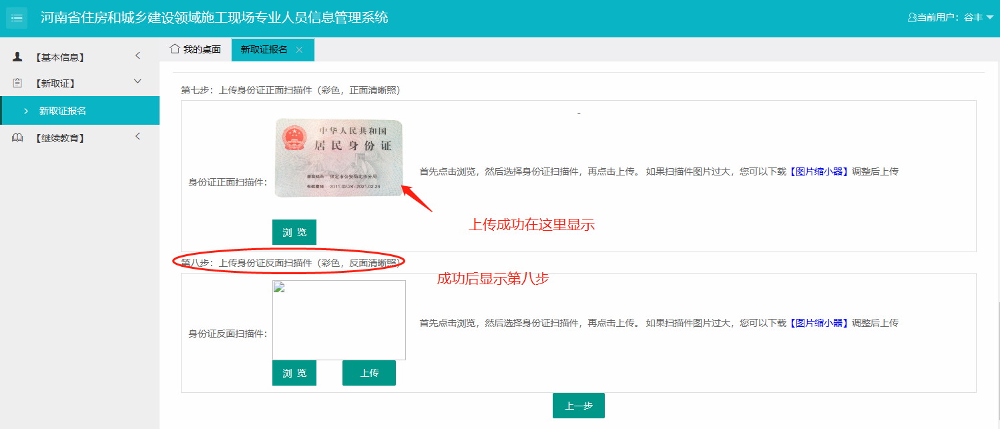 河南省住房和城乡建设领域施工现场专业人员信息管理系统
当前用户：谷丰
【基本信息】
【新取证】
新取证报名
【继续教育】
我的桌面
新取证报名
第七步：上传身份证正面扫描件（彩色，正面清晰照）
-
中华人民共和国
居民身份证
签发机关 保定市公安局北市分局
有效期限 2011.02.24-2021.02.24
身份证正面扫描件：
首先点击浏览，然后选择身份证扫描件，再点击上传。 如果扫描件图片过大，您可以下载【图片缩小器】调整后上传
上传成功在这里显示
浏 览
第八步：上传身份证反面扫描件（彩色，反面清晰照）
成功后显示第八步
身份证反面扫描件：
首先点击浏览，然后选择身份证扫描件，再点击上传。 如果扫描件图片过大，您可以下载【图片缩小器】调整后上传
浏 览
上传
上一步